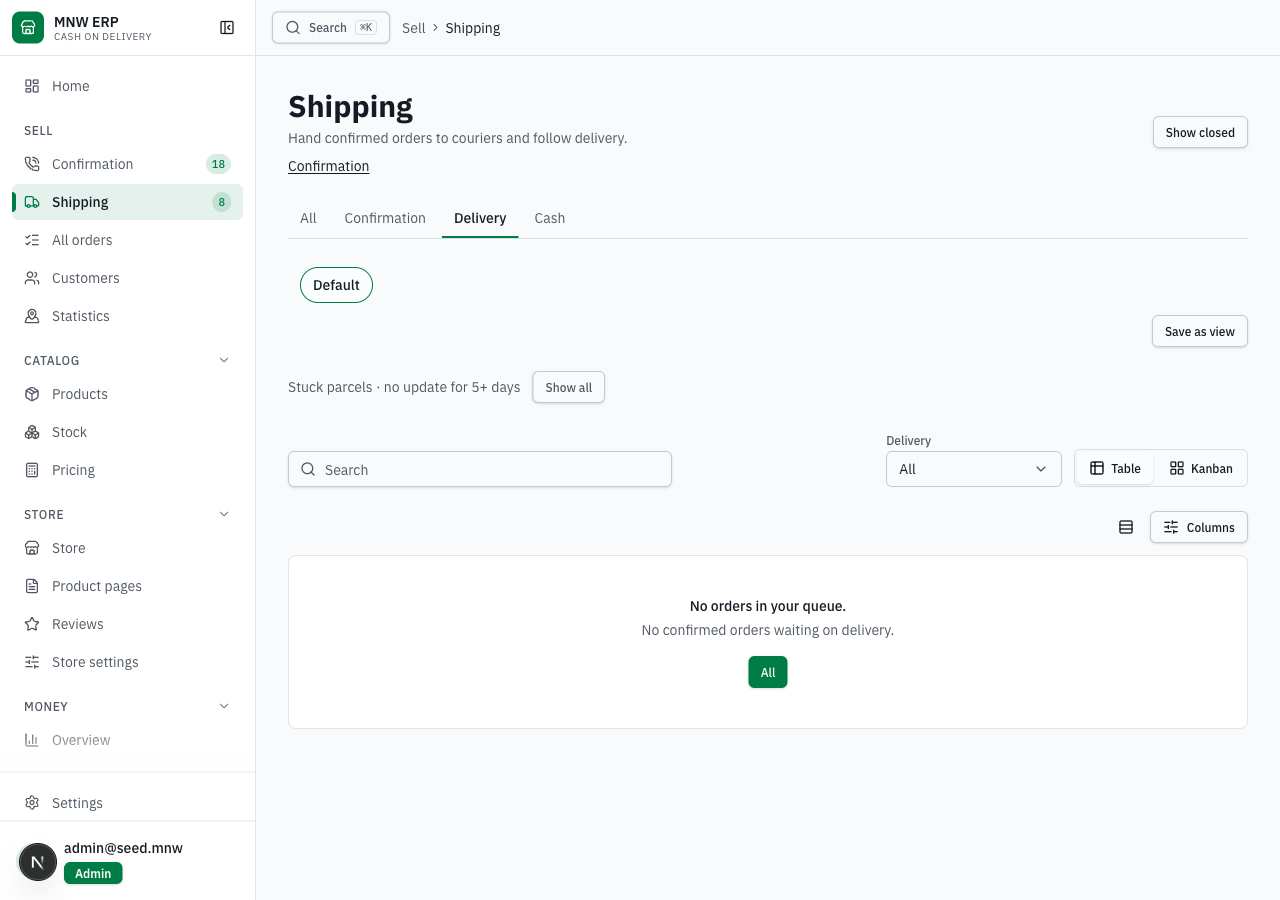 MNW ERP
CASH ON DELIVERY
Search ⌘K
Sell › Shipping
Home
SELL
Confirmation 18
Shipping 8
All orders
Customers
Statistics
CATALOG
Products
Stock
Pricing
STORE
Store
Product pages
Reviews
Store settings
MONEY
Overview
Settings
N
admin@seed.mnw
Admin
Shipping
Hand confirmed orders to couriers and follow delivery.
Confirmation
Show closed
All Confirmation Delivery Cash
Default
Save as view
Stuck parcels · no update for 5+ days Show all
Delivery
Search All Table Kanban
Columns
No orders in your queue.
No confirmed orders waiting on delivery.
All